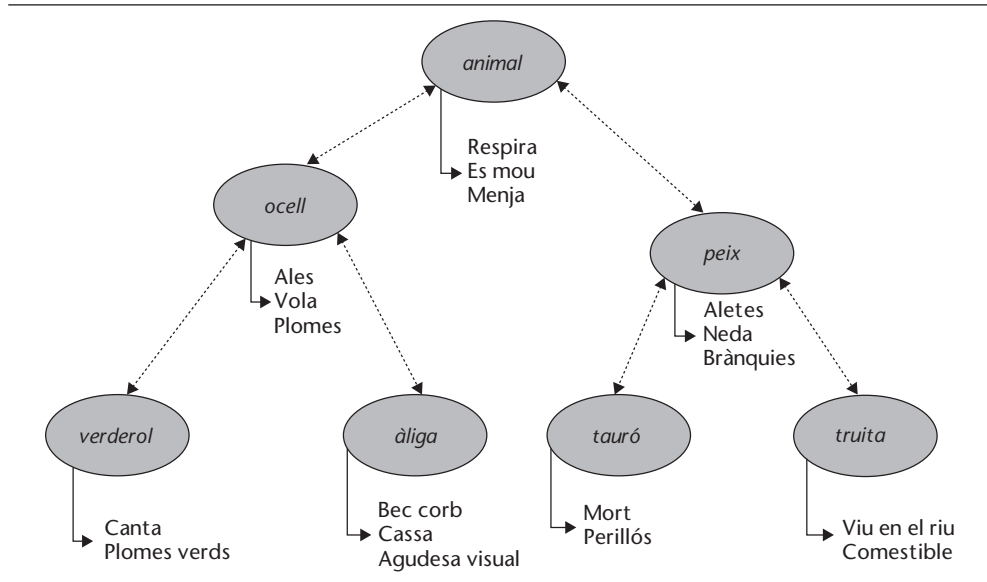 animal
Respira
Es mou
Menja
ocell
Ales
Vola
Plomes
peix
Aletes
Neda
Brànquies
verderol
Canta
Plomes verds
àliga
Bec corb
Cassa
Agudesa visual
tauró
Mort
Perillós
truita
Viu en el riu
Comestible